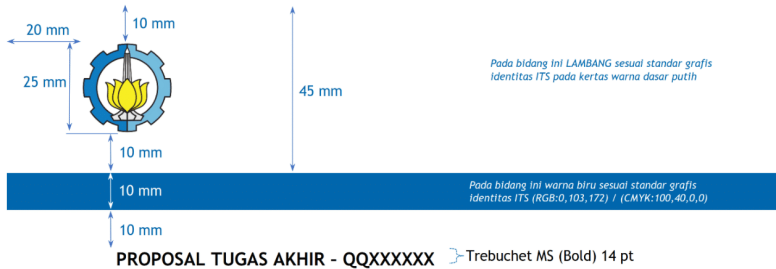 10 mm
20 mm
25 mm
45 mm
Pada bidang ini LAMBANG sesuai standar grafis
Identitas ITS pada kertas warna dasar putih
10 mm
10 mm
Pada bidang ini warna biru sesuai standar grafis
Identitas ITS (RGB:0,103,172) / (CMYK:100,40,0,0)
10 mm
PROPOSAL TUGAS AKHIR – QQXXXXXX
Trebuchet MS (Bold) 14 pt